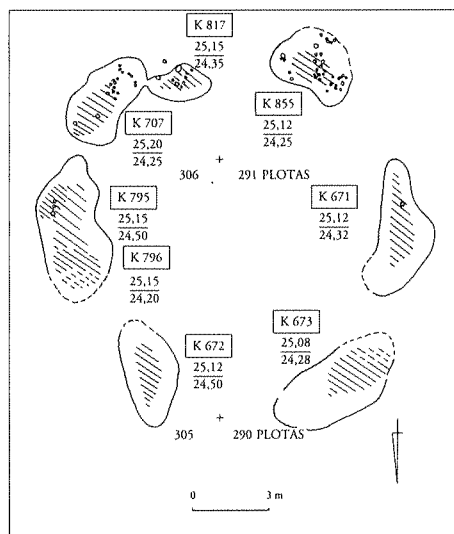 K 817
25,15
24,35
K 855
25,12
24,25
K 707
25,20
24,25
306 291 PLOTAS
K 795
25,15
24,50
K 671
25,12
24,32
K 796
25,15
24,20
K 672
25,12
24,50
K 673
25,08
24,28
305 290 PLOTAS
0 3 m